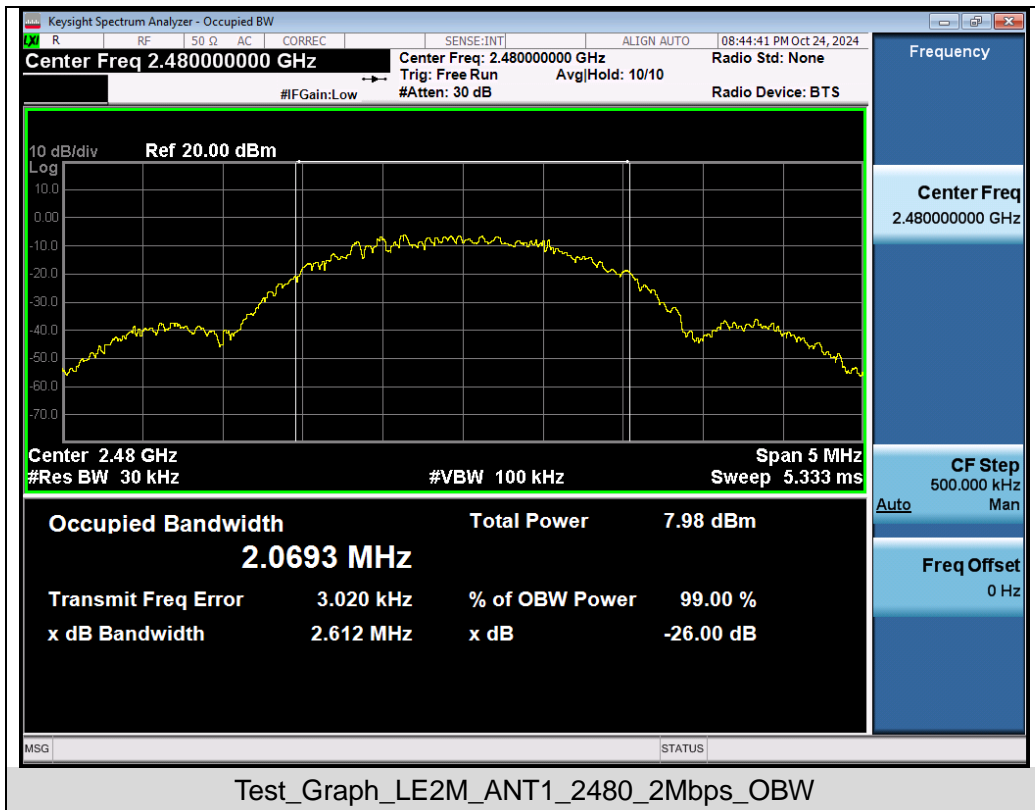 Keysight Spectrum Analyzer - Occupied BW
LXI R RF 50 Ω AC CORREC SENSE:INT ALIGN AUTO 08:44:41 PM Oct 24, 2024
Center Freq 2.480000000 GHz
Center Freq: 2.480000000 GHz
Radio Std: None
Trig: Free Run Avg|Hold: 10/10
#IFGain:Low
#Atten: 30 dB
Radio Device: BTS
Frequency
10 dB/div Ref 20.00 dBm
Log
10.0
0.00
-10.0
-20.0
-30.0
-40.0
-50.0
-60.0
-70.0
Center 2.48 GHz Span 5 MHz
#Res BW 30 kHz #VBW 100 kHz Sweep 5.333 ms
Center Freq
2.480000000 GHz
CF Step
500.000 kHz
Auto Man
Freq Offset
0 Hz
Occupied Bandwidth Total Power 7.98 dBm
2.0693 MHz
Transmit Freq Error 3.020 kHz % of OBW Power 99.00 %
x dB Bandwidth 2.612 MHz x dB -26.00 dB
MSG STATUS
Test_Graph_LE2M_ANT1_2480_2Mbps_OBW